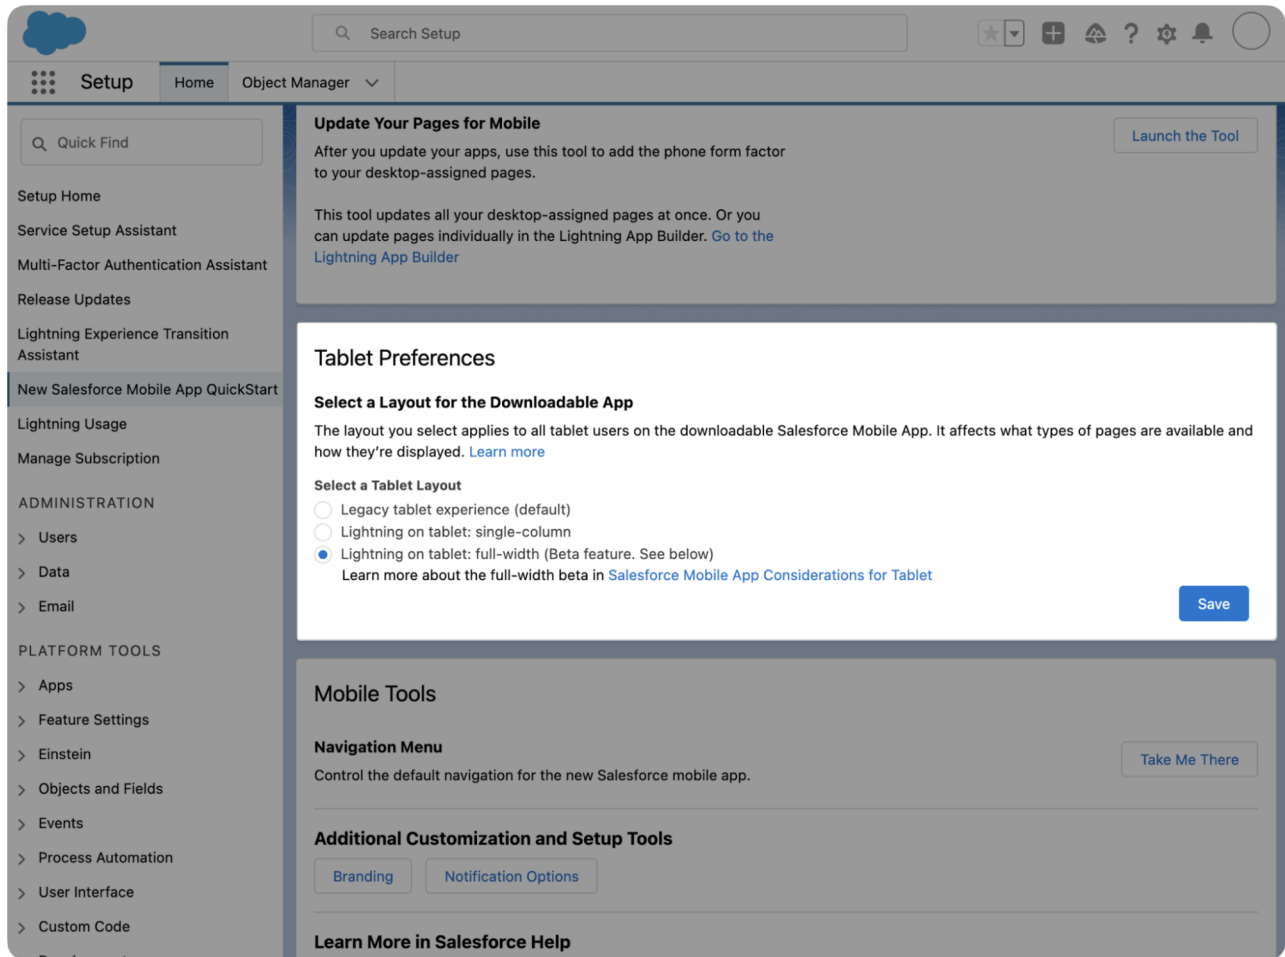 Search Setup
Setup
Home
Object Manager
Quick Find
Setup Home
Service Setup Assistant
Multi-Factor Authentication Assistant
Release Updates
Lightning Experience Transition
Assistant
New Salesforce Mobile App QuickStart
Lightning Usage
Manage Subscription
ADMINISTRATION
Users
Data
Email
PLATFORM TOOLS
Apps
Feature Settings
Einstein
Objects and Fields
Events
Process Automation
User Interface
Custom Code
Update Your Pages for Mobile
Launch the Tool
After you update your apps, use this tool to add the phone form factor
to your desktop-assigned pages.
This tool updates all your desktop-assigned pages at once. Or you
can update pages individually in the Lightning App Builder. Go to the
Lightning App Builder
Tablet Preferences
Select a Layout for the Downloadable App
The layout you select applies to all tablet users on the downloadable Salesforce Mobile App. It affects what types of pages are available and
how they're displayed. Learn more
Select a Tablet Layout
Legacy tablet experience (default)
Lightning on tablet: single-column
Lightning on tablet: full-width (Beta feature. See below)
Learn more about the full-width beta in Salesforce Mobile App Considerations for Tablet
Save
Mobile Tools
Navigation Menu
Control the default navigation for the new Salesforce mobile app.
Take Me There
Additional Customization and Setup Tools
Branding
Notification Options
Learn More in Salesforce Help